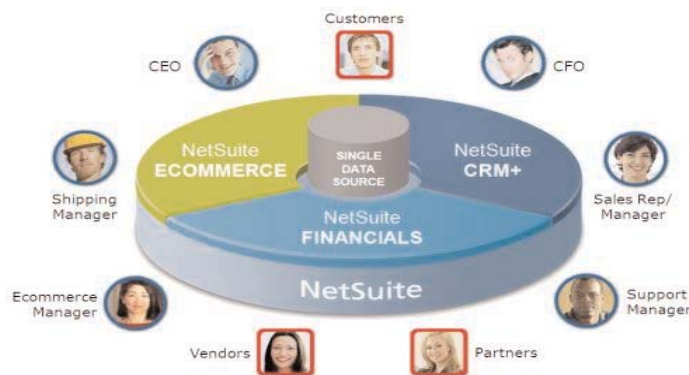 Customers
CEO
CFO
NetSuite
ECOMMERCE
SINGLE
DATA
SOURCE
NetSuite
CRM+
Shipping
Manager
Sales Rep/
Manager
NetSuite
FINANCIALS
NetSuite
Ecommerce
Manager
Support
Manager
Vendors
Partners